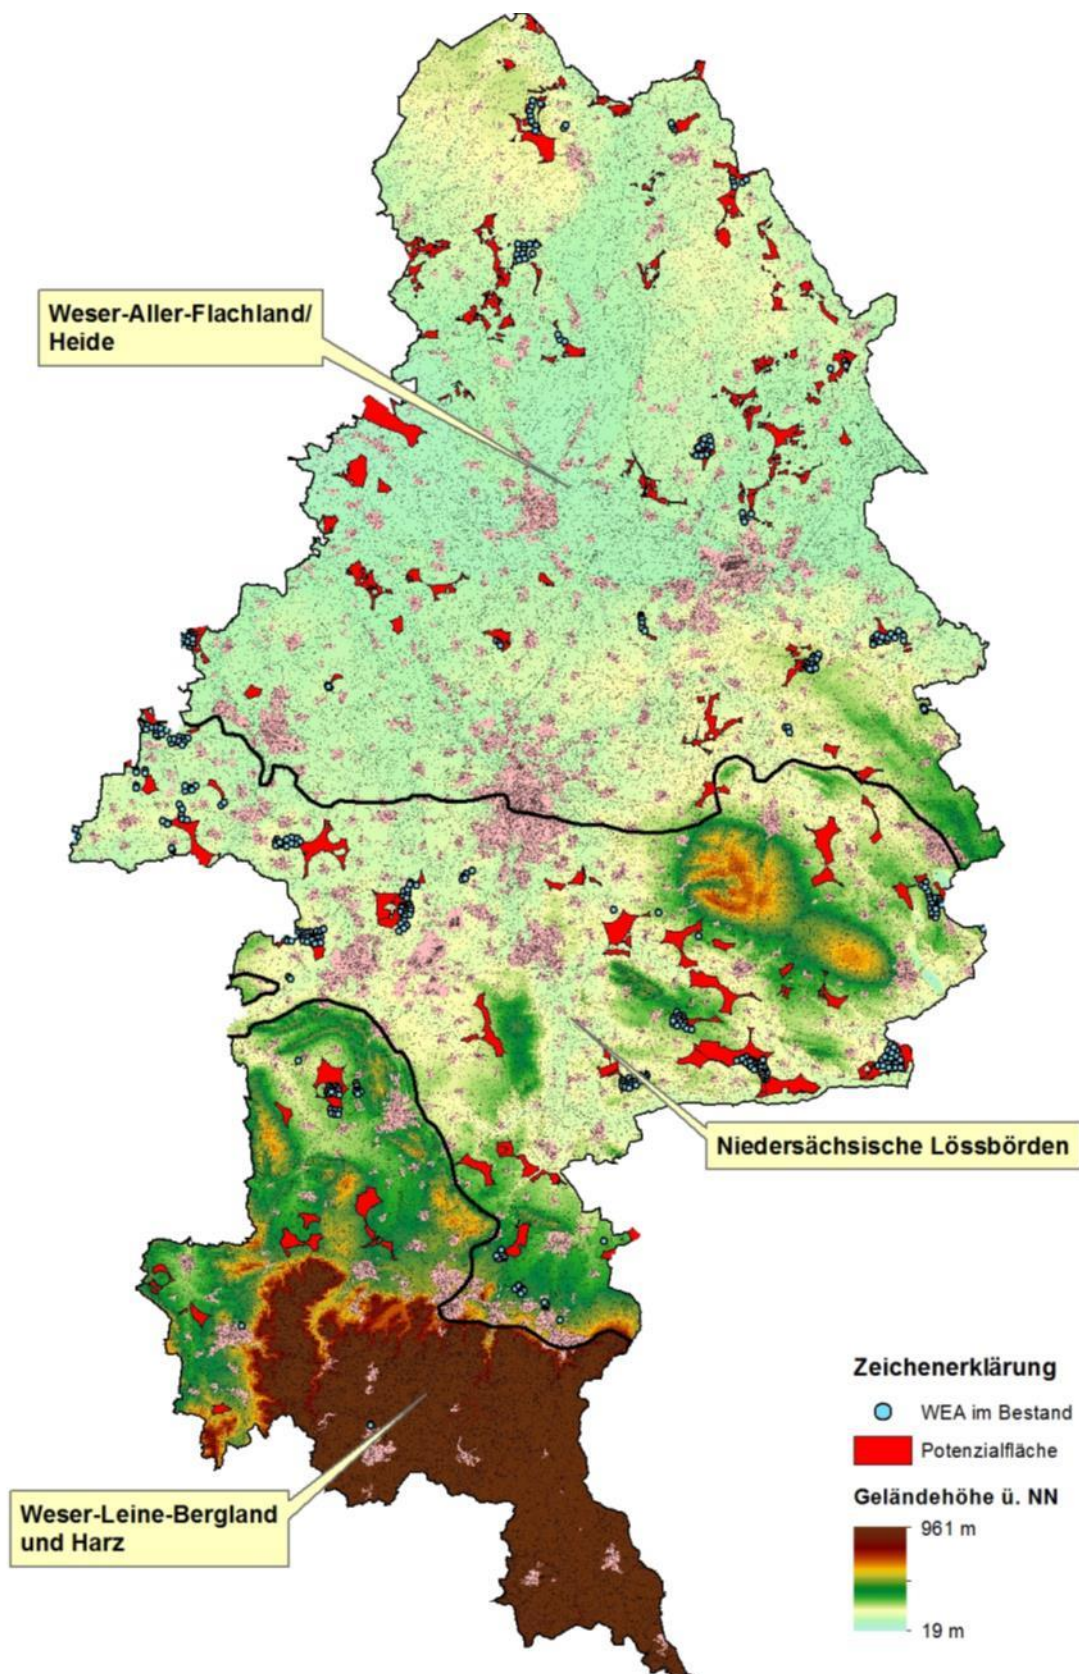 Weser-Aller-Flachland/
Heide
Niedersächsische Lössbörden
Weser-Leine-Bergland
und Harz
Zeichenerklärung
WEA im Bestand
Potenzialfläche
Geländehöhe ü. NN
961 m
19 m